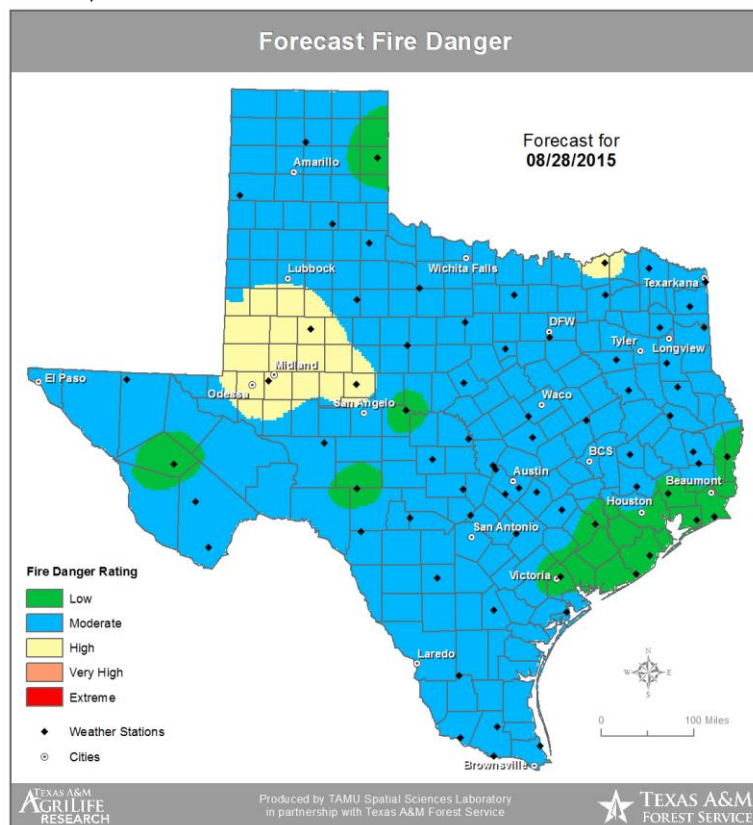 Forecast Fire Danger
Forecast for
08/28/2015
Amarillo
Lubbock
Wichita Falls
Texarkana
DFW
Tyler
Longview
Midland
Odessa
El Paso
San Angelo
Waco
BCS
Austin
Beaumont
Houston
San Antonio
Victoria
Laredo
Brownsville
Fire Danger Rating
Low
Moderate
High
Very High
Extreme
Weather Stations
Cities
N
W
E
S
0 100 Miles
TEXAS A&M
AGRILIFE
RESEARCH
Produced by TAMU Spatial Sciences Laboratory
in partnership with Texas A&M Forest Service
TEXAS A&M
FOREST SERVICE